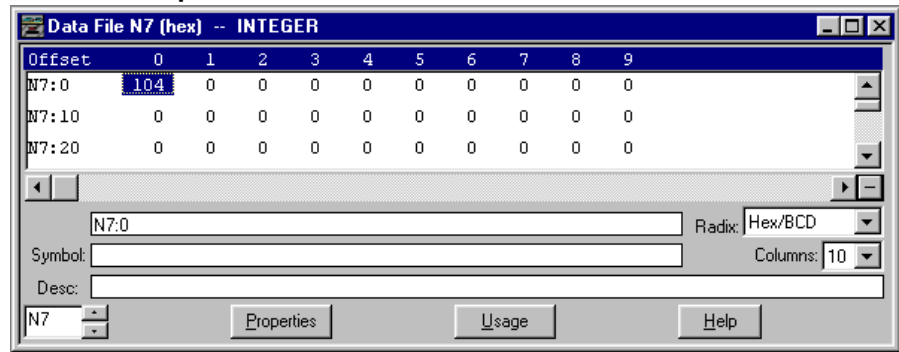 Data File N7 (hex) -- INTEGER
Offset 0 1 2 3 4 5 6 7 8 9
N7:0 104 0 0 0 0 0 0 0 0 0
N7:10 0 0 0 0 0 0 0 0 0 0
N7:20 0 0 0 0 0 0 0 0 0 0
N7:0 Radix: Hex/BCD
Symbol: Columns: 10
Desc:
N7 Properties Usage Help